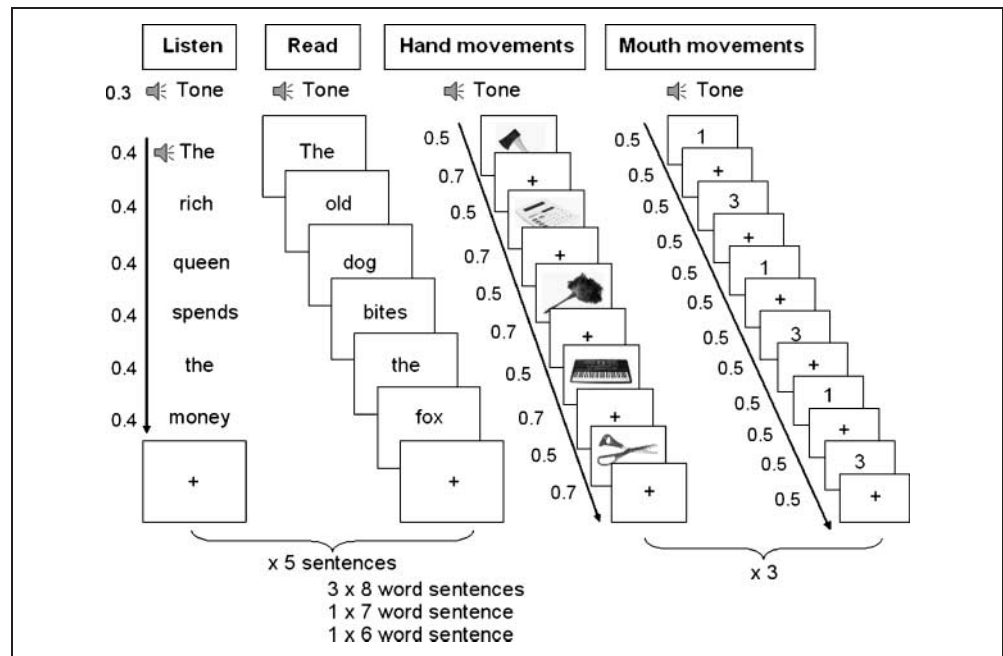 Listen Read Hand movements Mouth movements
0.3 Tone Tone Tone Tone
0.4 The
rich
queen
spends
the
money
0.4
0.4
0.4
0.4
0.4
+
The
old
dog
bites
the
fox
+
0.5
0.7
0.5
0.7
0.5
0.7
0.5
0.7
0.5
0.7
+
+
+
+
+
0.5
0.5
0.5
0.5
0.5
0.5
0.5
0.5
0.5
0.5
0.5
0.5
1
+
3
+
1
+
3
+
1
+
3
+
x 5 sentences
3 x 8 word sentences
1 x 7 word sentence
1 x 6 word sentence
x 3